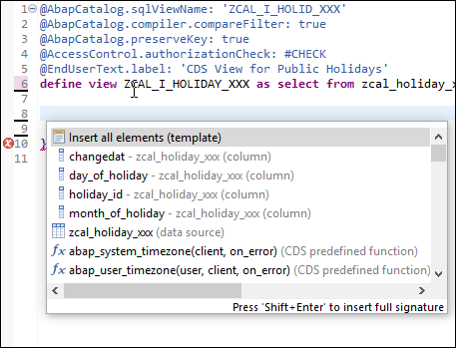 1 @AbapCatalog.sqlViewName: 'ZCAL_I_HOLID_XXX'
2 @AbapCatalog.compiler.compareFilter: true
3 @AbapCatalog.preserveKey: true
4 @AccessControl.authorizationCheck: #CHECK
5 @EndUserText.label: 'CDS View for Public Holidays'
6 define view ZCAL_I_HOLIDAY_XXX as select from zcal_holiday_x
7
8
9
Insert all elements (template)
changedat - zcal_holiday_xxx (column)
10 }
day_of_holiday - zcal_holiday_xxx (column)
11
holiday_id - zcal_holiday_xxx (column)
month_of_holiday - zcal_holiday_xxx (column)
zcal_holiday_xxx (data source)
fx abap_system_timezone(client, on_error) (CDS predefined function)
fx abap_user_timezone(user, client, on_error) (CDS predefined function)
Press 'Shift+Enter' to insert full signature